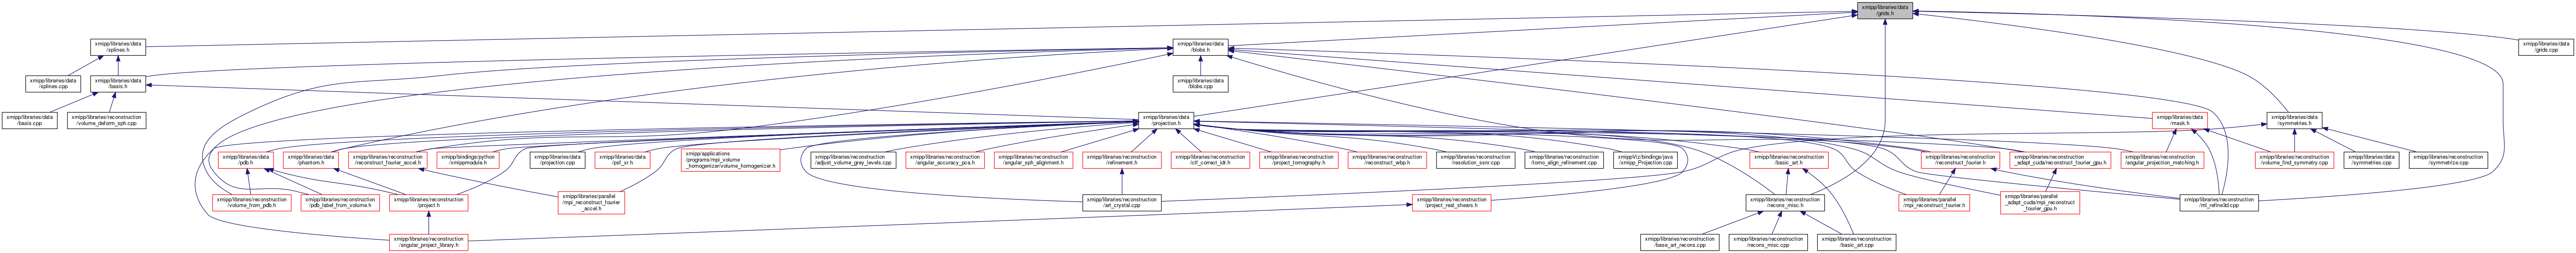 xmipp/libraries/data
/grids.h
xmipp/libraries/data
/splines.h
xmipp/libraries/data
/blobs.h
xmipp/libraries/data
/grids.cpp
xmipp/libraries/data
/splines.cpp
xmipp/libraries/data
/basis.h
xmipp/libraries/data
/blobs.cpp
xmipp/libraries/data
/basis.cpp
xmipp/libraries/reconstruction
/volume_deform_sph.cpp
xmipp/libraries/data
/projection.h
xmipp/libraries/data
/mask.h
xmipp/libraries/data
/symmetries.h
xmipp/libraries/data
/pdb.h
xmipp/libraries/data
/phantom.h
xmipp/libraries/reconstruction
/reconstruct_fourier_accel.h
xmipp/bindings/python
/xmippmodule.h
xmipp/libraries/data
/projection.cpp
xmipp/libraries/data
/psf_xr.h
xmipp/applications
/programs/mpi_volume
_homogenizer/volume_homogenizer.h
xmipp/libraries/reconstruction
/adjust_volume_grey_levels.cpp
xmipp/libraries/reconstruction
/angular_accuracy_pca.h
xmipp/libraries/reconstruction
/angular_sph_alignment.h
xmipp/libraries/reconstruction
/refinement.h
xmipp/libraries/reconstruction
/ctf_correct_idr.h
xmipp/libraries/reconstruction
/project_tomography.h
xmipp/libraries/reconstruction
/reconstruct_wbp.h
xmipp/libraries/reconstruction
/resolution_ssnr.cpp
xmipp/libraries/reconstruction
/tomo_align_refinement.cpp
xmipp/Viz/bindings/java
/xmipp_Projection.cpp
xmipp/libraries/reconstruction
/basic_art.h
xmipp/libraries/reconstruction
/reconstruct_fourier.h
xmipp/libraries/reconstruction
_adapt_cuda/reconstruct_fourier_gpu.h
xmipp/libraries/reconstruction
/angular_projection_matching.h
xmipp/libraries/reconstruction
/volume_find_symmetry.cpp
xmipp/libraries/data
/symmetries.cpp
xmipp/libraries/reconstruction
/symmetrize.cpp
xmipp/libraries/reconstruction
/volume_from_pdb.h
xmipp/libraries/reconstruction
/pdb_label_from_volume.h
xmipp/libraries/reconstruction
/project.h
xmipp/libraries/parallel
/mpi_reconstruct_fourier
_accel.h
xmipp/libraries/reconstruction
/art_crystal.cpp
xmipp/libraries/reconstruction
/project_real_shears.h
xmipp/libraries/reconstruction
/recons_misc.h
xmipp/libraries/parallel
/mpi_reconstruct_fourier.h
xmipp/libraries/parallel
_adapt_cuda/mpi_reconstruct
_fourier_gpu.h
xmipp/libraries/reconstruction
/ml_refine3d.cpp
xmipp/libraries/reconstruction
/angular_project_library.h
xmipp/libraries/reconstruction
/base_art_recons.cpp
xmipp/libraries/reconstruction
/recons_misc.cpp
xmipp/libraries/reconstruction
/basic_art.cpp